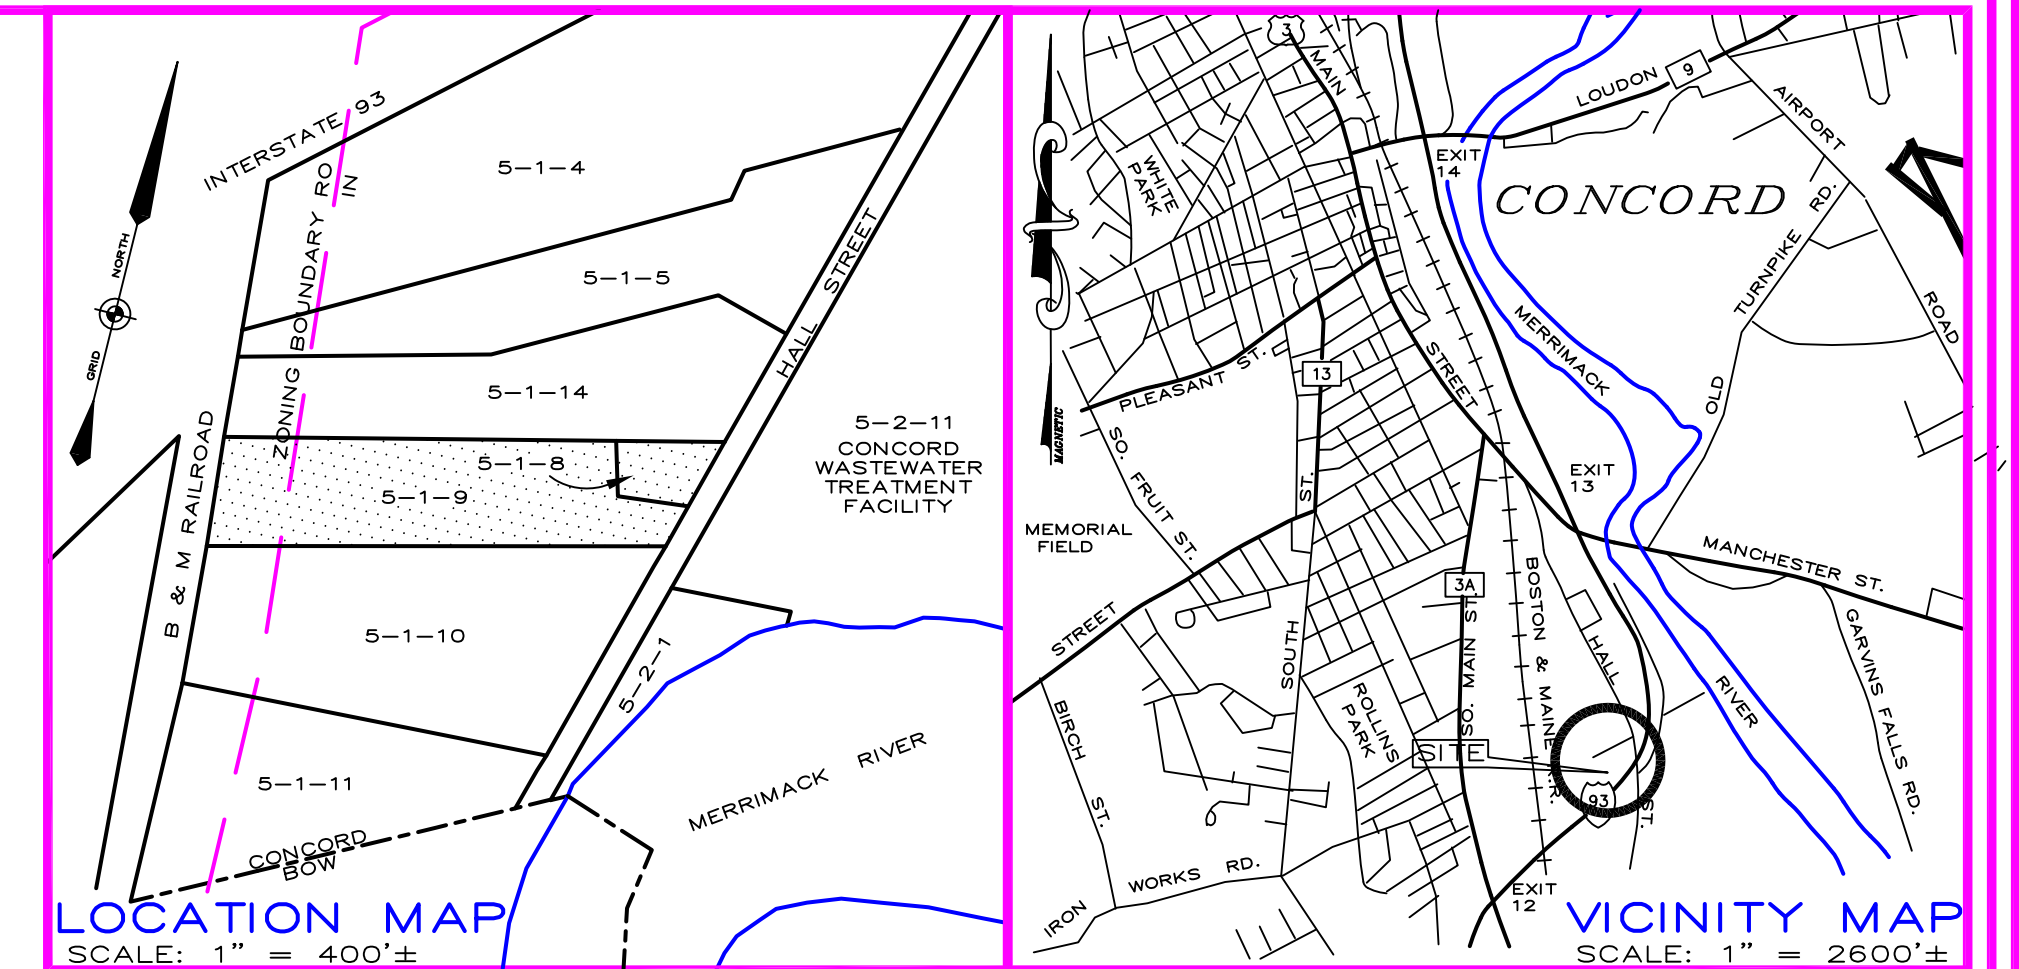 INTERSTATE 93
ZONING BOUNDARY RO
IN
5-1-4
5-1-5
HALL STREET
NORTH
GRID
5-1-14
5-1-8
5-1-9
B & M RAILROAD
5-2-11
CONCORD
WASTEWATER
TREATMENT
FACILITY
5-1-10
5-2-1
5-1-11
MERRIMACK RIVER
CONCORD
BOW
LOCATION MAP
SCALE: 1" = 400'±
3
MAIN
LOUDON
9
AIRPORT
EXIT
14
WHITE
PARK
CONCORD
TURNPIKE RD.
ROAD
MERRIMACK
STREET
PLEASANT ST.
13
OLD
MAGNETIC
SO. FRUIT ST.
ST.
EXIT
13
MEMORIAL
FIELD
MANCHESTER ST.
3A
BOSTON & MAINE R.R.
HALL
STREET
SOUTH
SO. MAIN ST.
GARVINS FALLS RD.
RIVER
BIRCH ST.
ROLLINS
PARK
SITE
93
ST.
IRON WORKS RD.
EXIT
12
VICINITY MAP
SCALE: 1" = 2600'±